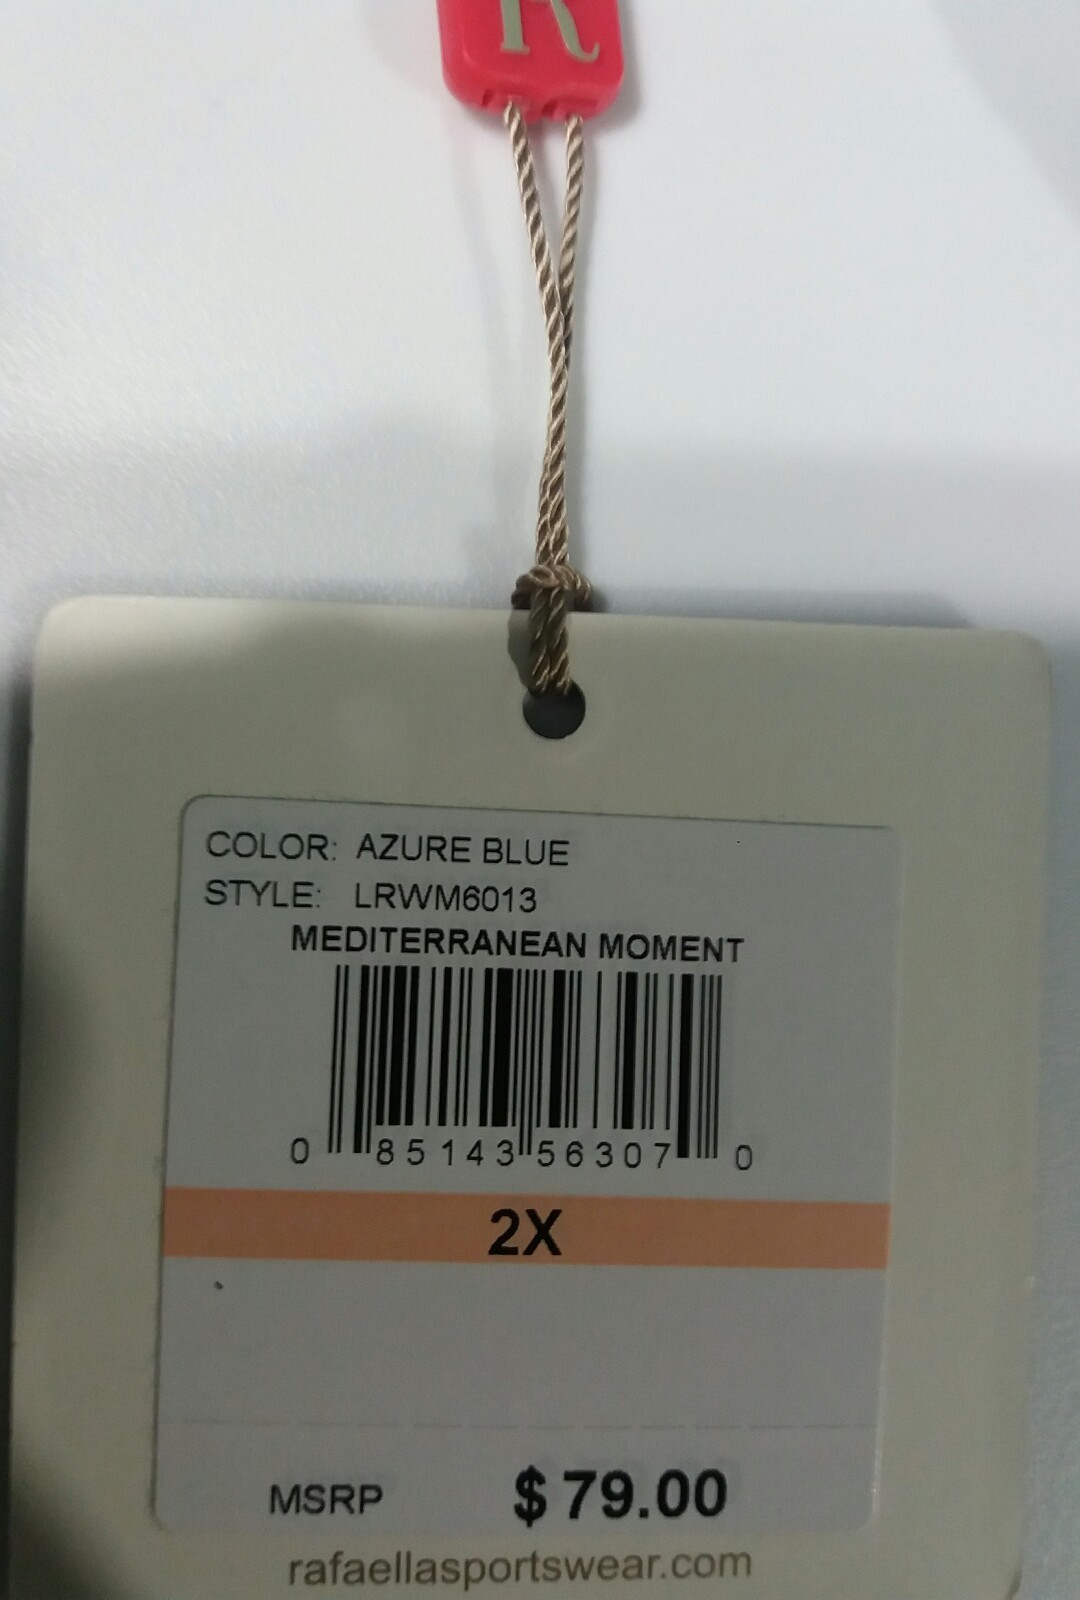 R
COLOR: AZURE BLUE
STYLE: LRWM6013
MEDITERRANEAN MOMENT
0 85143 56307 0
2X
MSRP $ 79.00
rafaellasportswear.com